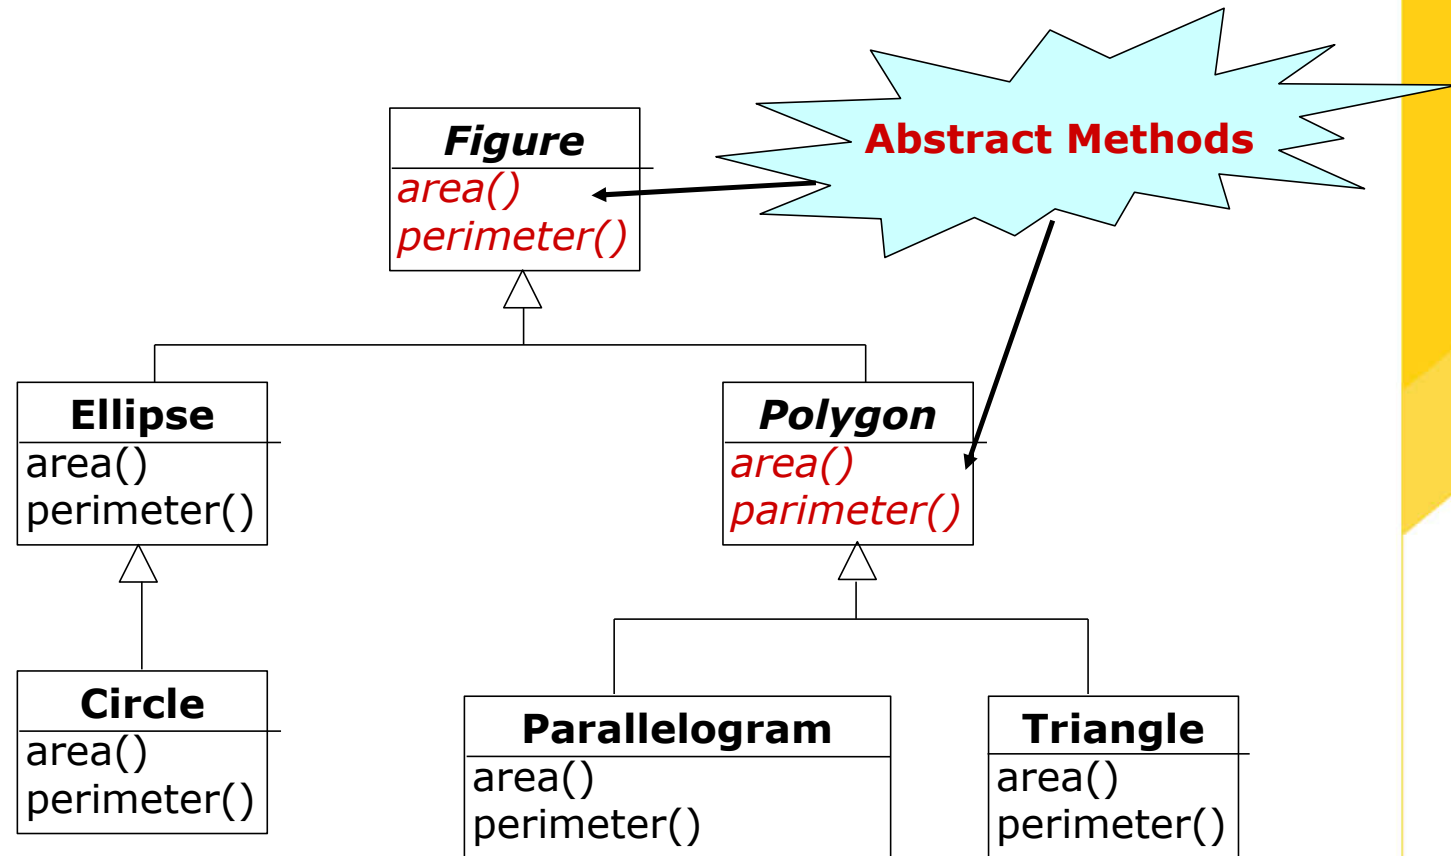 Abstract Methods
Figure
area()
perimeter()
Ellipse
area()
perimeter()
Polygon
area()
parimeter()
Circle
area()
perimeter()
Parallelogram
area()
perimeter()
Triangle
area()
perimeter()